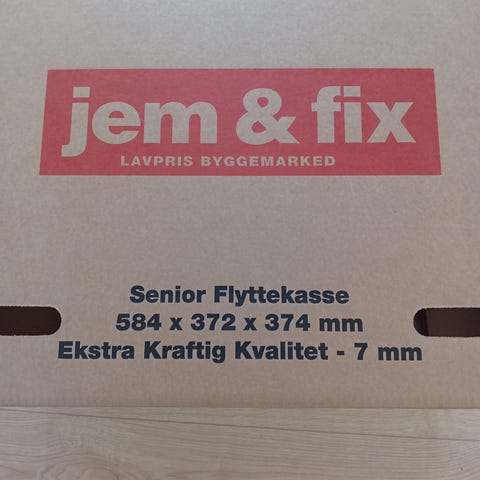 jem & fix
LAVPRIS BYGGEMARKED
Senior Flyttekasse
584 x 372 x 374 mm
Ekstra Kraftig Kvalitet - 7 mm